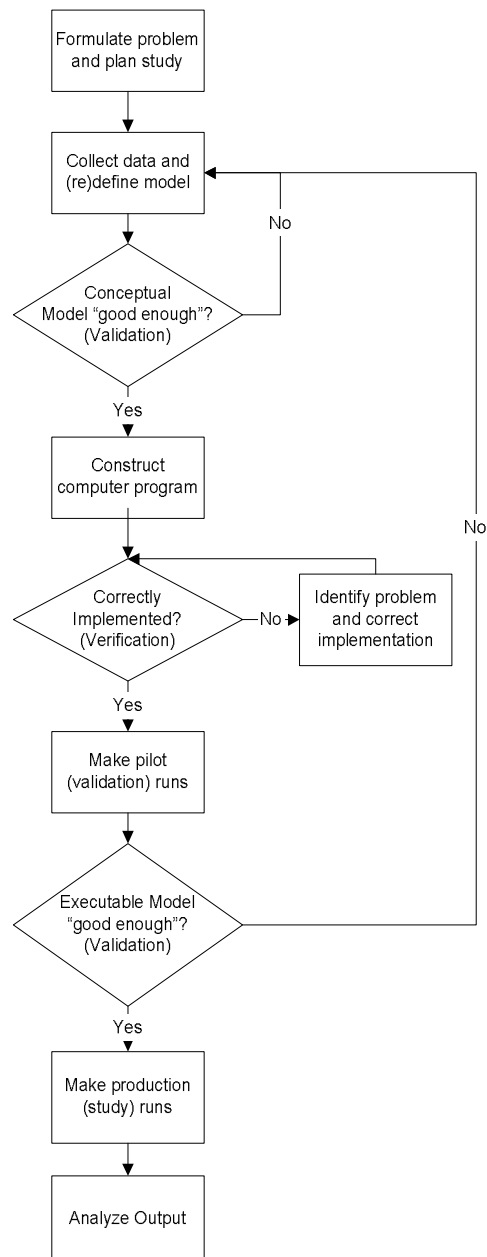 Formulate problem
and plan study
Collect data and
(re)define model
No
Conceptual
Model “good enough”?
(Validation)
Yes
Construct
computer program
No
Correctly
Implemented?
(Verification)
No
Identify problem
and correct
implementation
Yes
Make pilot
(validation) runs
Executable Model
“good enough”?
(Validation)
Yes
Make production
(study) runs
Analyze Output